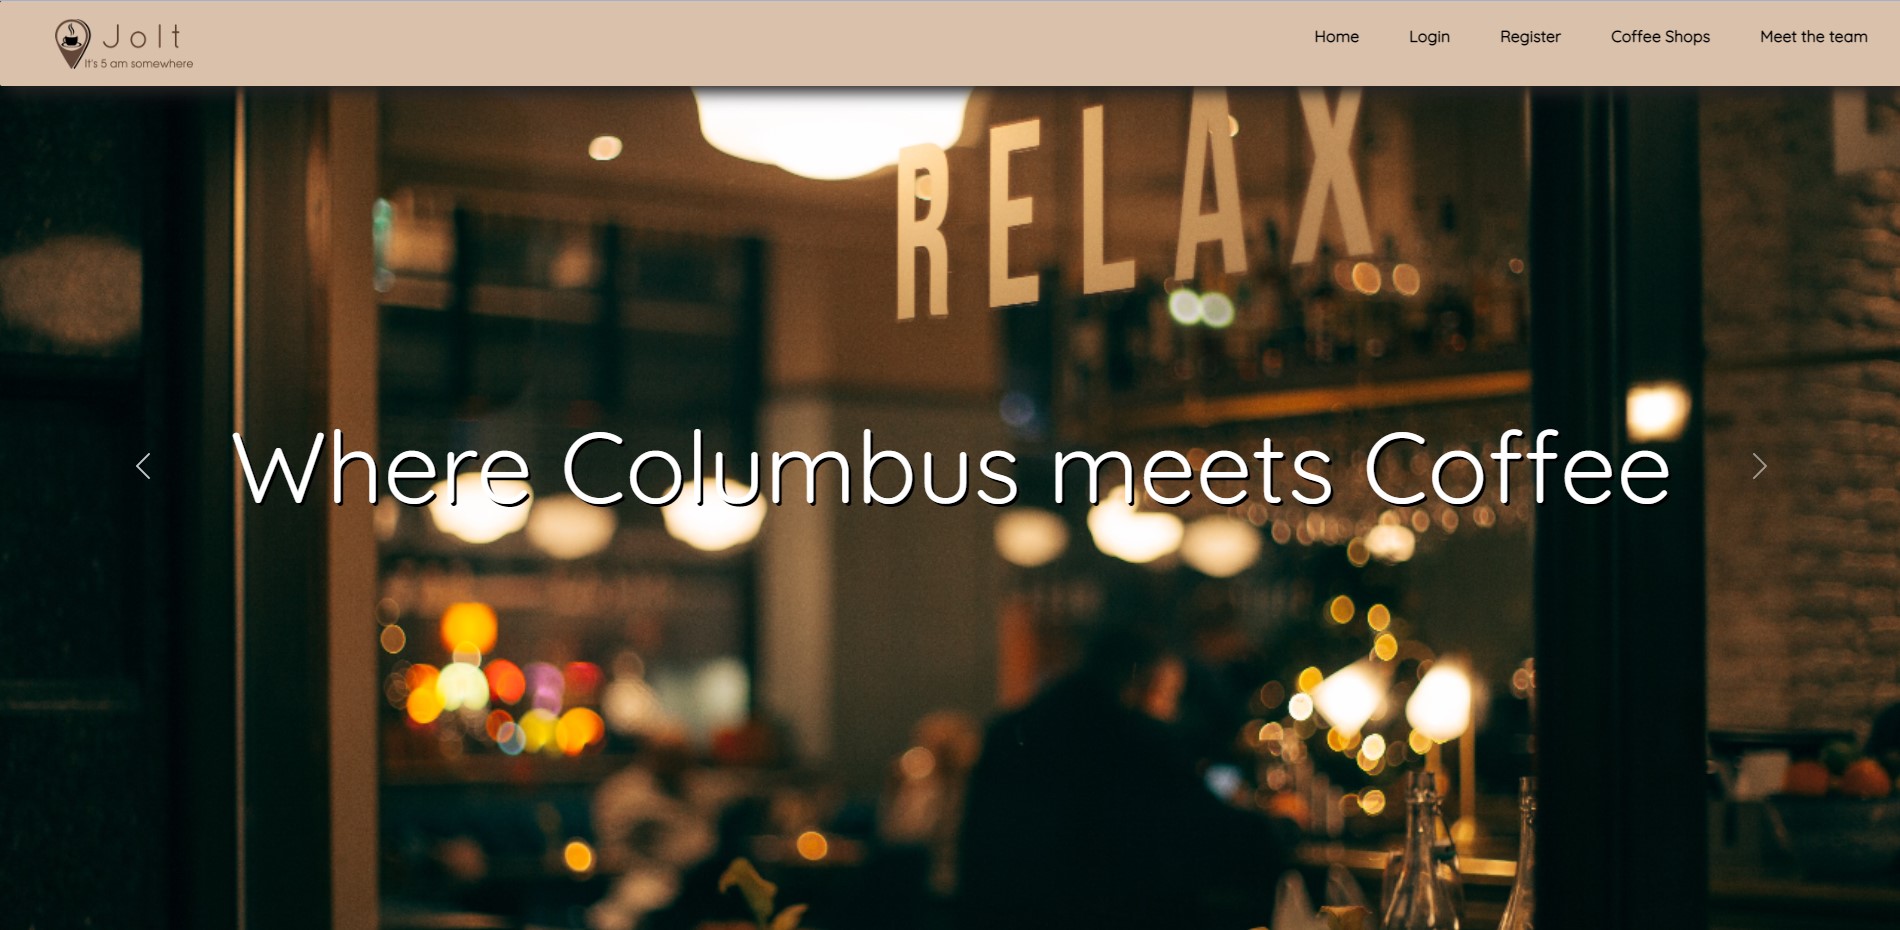 Jolt
It's 5 am somewhere
Home Login Register Coffee Shops Meet the team
RELAX
Where Columbus meets Coffee